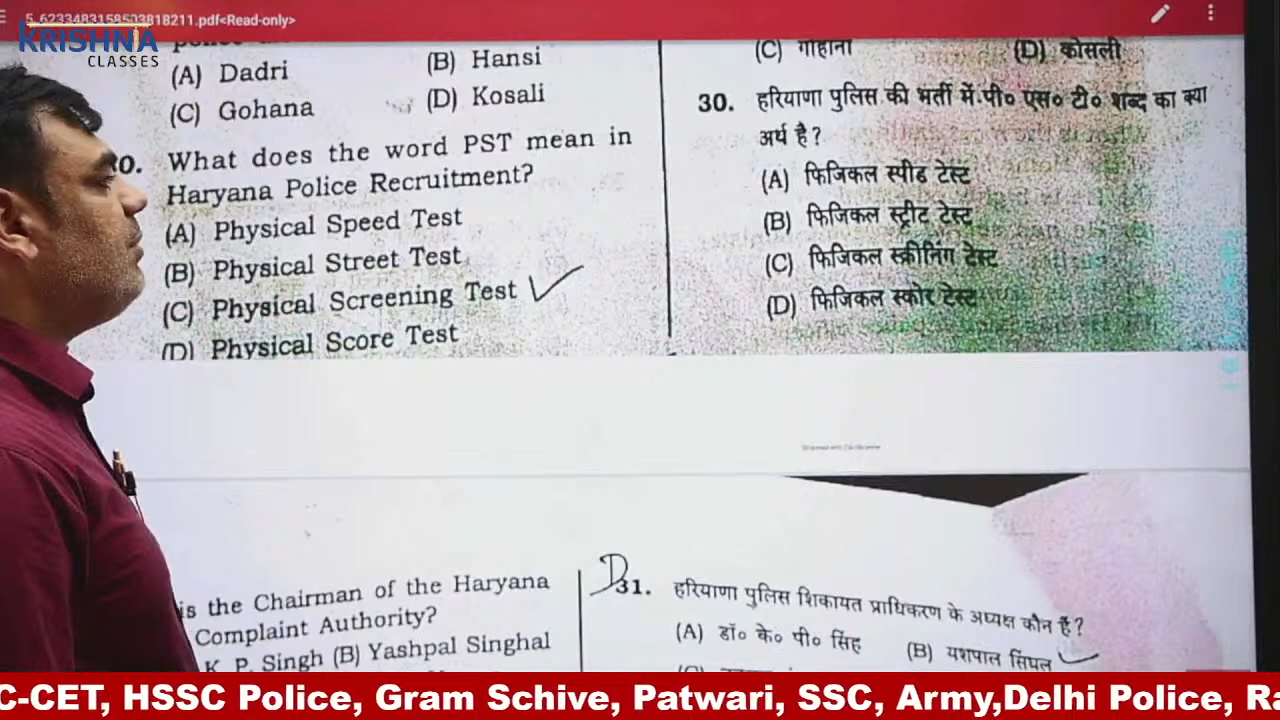 5_6233483158503818211.pdf<Read-only>
KRISHNA
CLASSES
(A) Dadri
(B) Hansi
(C) Gohana
(D) Kosali
30. What does the word PST mean in
Haryana Police Recruitment?
(A) Physical Speed Test
(B) Physical Street Test
(C) Physical Screening Test
(D) Physical Score Test
(C) गोहाना
(D) कोसली
30. हरियाणा पुलिस की भर्ती में पी० एस० टी० शब्द का क्या
अर्थ है?
(A) फिजिकल स्पीड टेस्ट
(B) फिजिकल स्ट्रीट टेस्ट
(C) फिजिकल स्क्रीनिंग टेस्ट
(D) फिजिकल स्कोर टेस्ट
is the Chairman of the Haryana
Complaint Authority?
K. P. Singh (B) Yashpal Singhal
D
31. हरियाणा पुलिस शिकायत प्राधिकरण के अध्यक्ष कौन हैं?
(A) डॉ० के० पी० सिंह
(B) यशपाल सिंघल
C-CET, HSSC Police, Gram Schive, Patwari, SSC, Army,Delhi Police, Ra